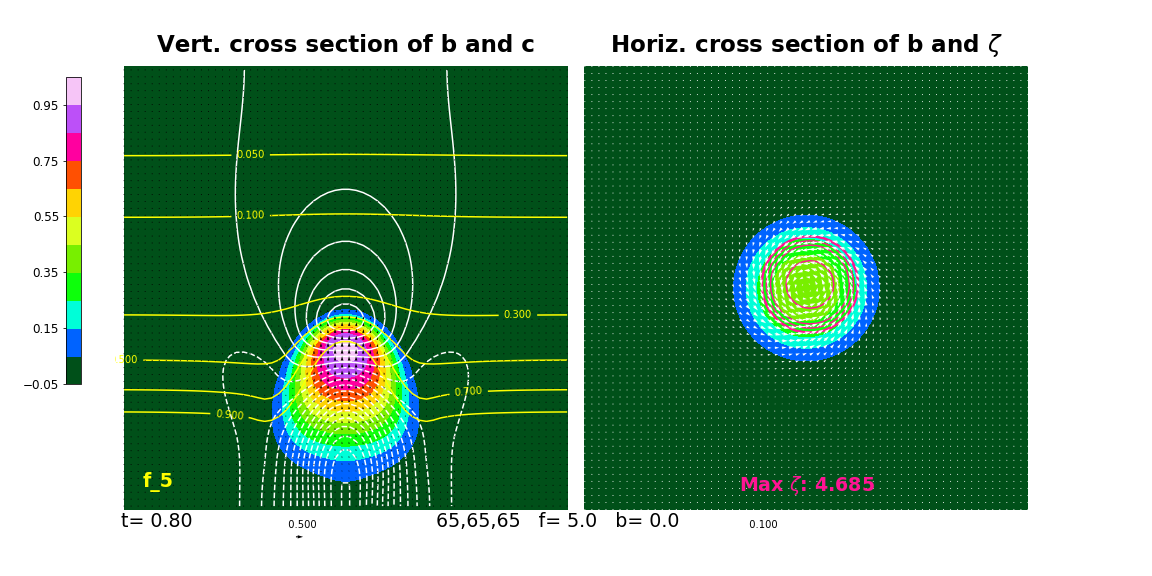 Vert. cross section of b and c
Horiz. cross section of b and ζ
0.95
0.75
0.55
0.35
0.15
−0.05
0.050
0.100
0.300
.500
0.700
0.900
f_5
Max ζ: 4.685
t= 0.80
0.500
65,65,65 f= 5.0 b= 0.0
0.100